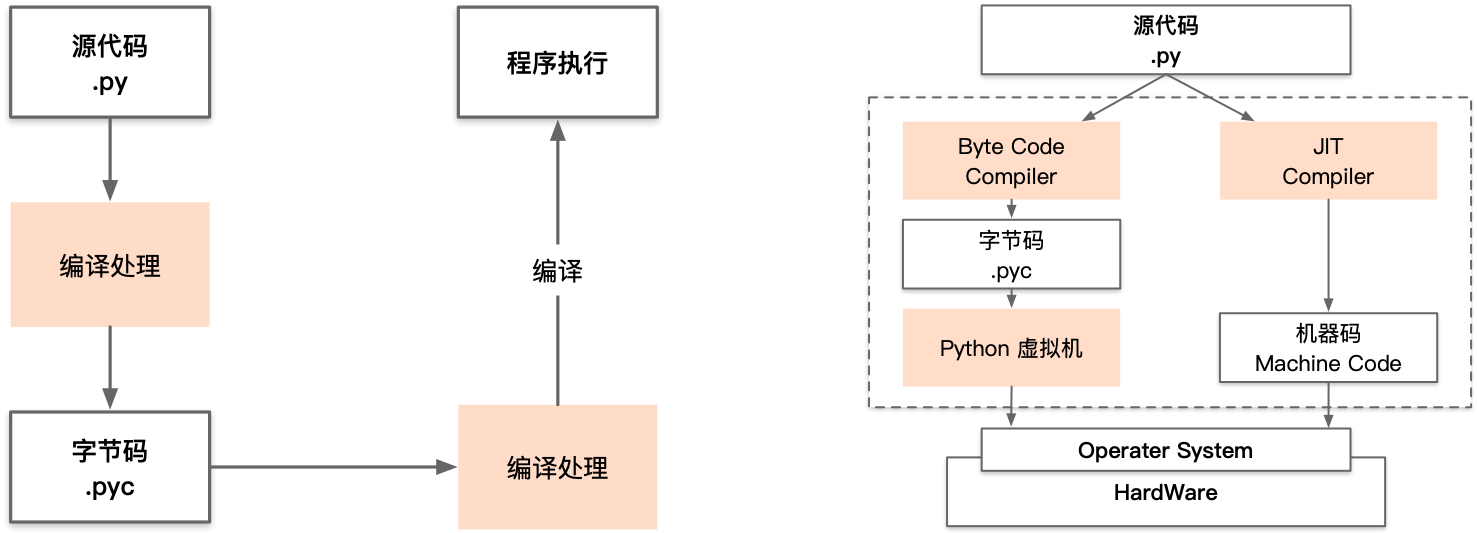 源代码
.py
编译处理
字节码
.pyc
编译处理
编译
程序执行
源代码
.py
Byte Code
Compiler
字节码
.pyc
Python 虚拟机
JIT
Compiler
机器码
Machine Code
Operater System
HardWare